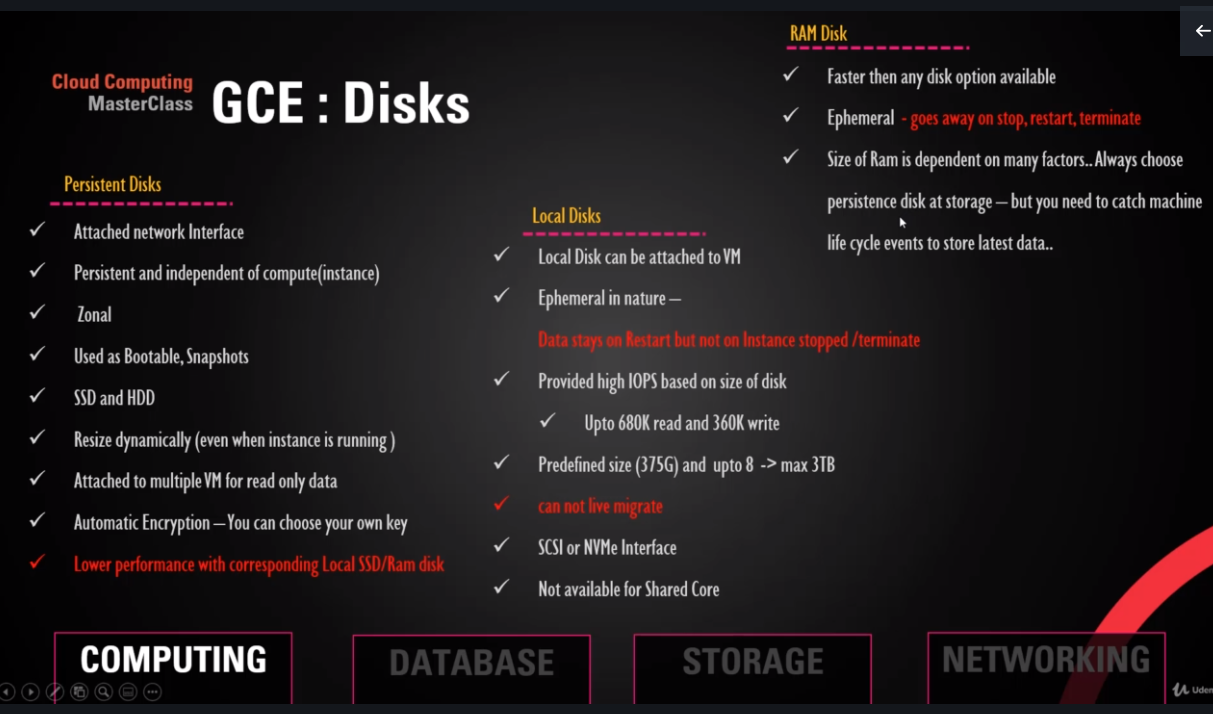 Cloud Computing
MasterClass
GCE : Disks
Persistent Disks
Attached network Interface
Persistent and independent of compute(instance)
Zonal
Used as Bootable, Snapshots
SSD and HDD
Resize dynamically (even when instance is running )
Attached to multiple VM for read only data
Automatic Encryption – You can choose your own key
Lower performance with corresponding Local SSD/Ram disk
Local Disks
Local Disk can be attached to VM
Ephemeral in nature –
Data stays on Restart but not on Instance stopped /terminate
Provided high IOPS based on size of disk
Upto 680K read and 360K write
Predefined size (375G) and upto 8 -> max 3TB
can not live migrate
SCSI or NVMe Interface
Not available for Shared Core
RAM Disk
Faster then any disk option available
Ephemeral - goes away on stop, restart, terminate
Size of Ram is dependent on many factors.. Always choose
persistence disk at storage – but you need to catch machine
life cycle events to store latest data..
COMPUTING
DATABASE
STORAGE
NETWORKING